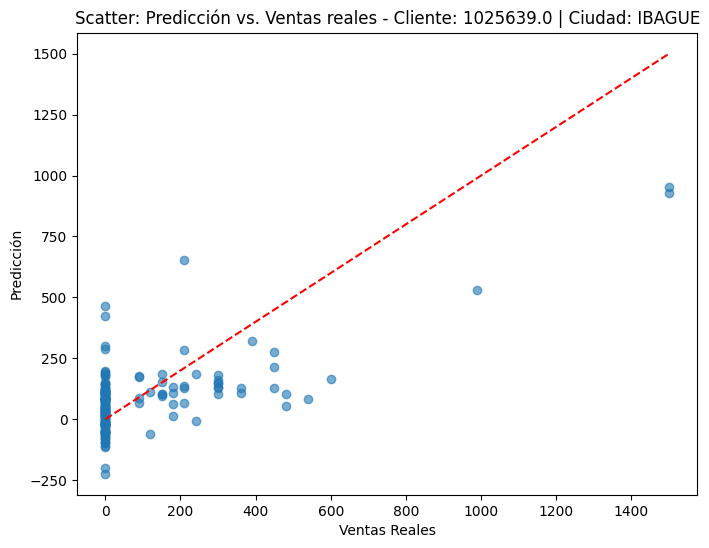 Scatter: Predicción vs. Ventas reales - Cliente: 1025639.0 | Ciudad: IBAGUE
1500
1250
1000
750
500
250
0
−250
Predicción
0 200 400 600 800 1000 1200 1400
Ventas Reales